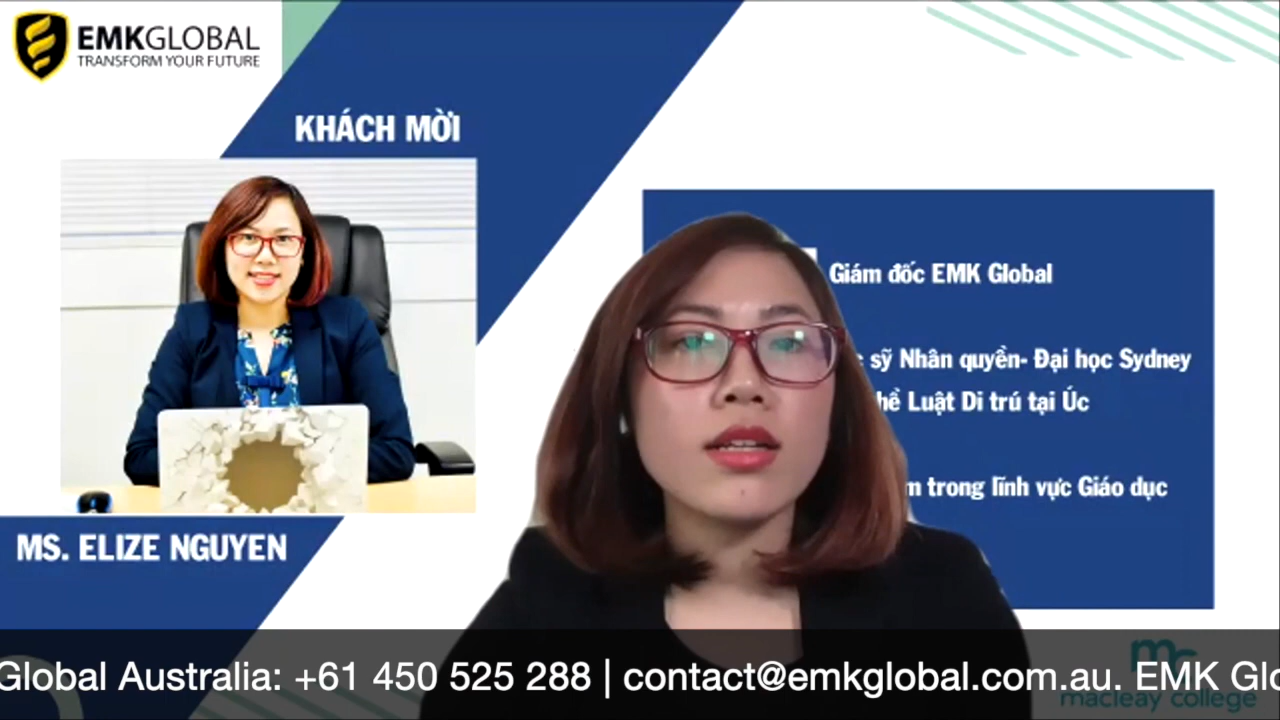 EMKGLOBAL
TRANSFORM YOUR FUTURE
KHÁCH MỜI
MS. ELIZE NGUYEN
Giám đốc EMK Global
sỹ Nhân quyền- Đại học Sydney
Luật Di trú tại Úc
trong lĩnh vực Giáo dục
Global Australia: +61 450 525 288 | contact@emkglobal.com.au. EMK Glo
mc
macleay college